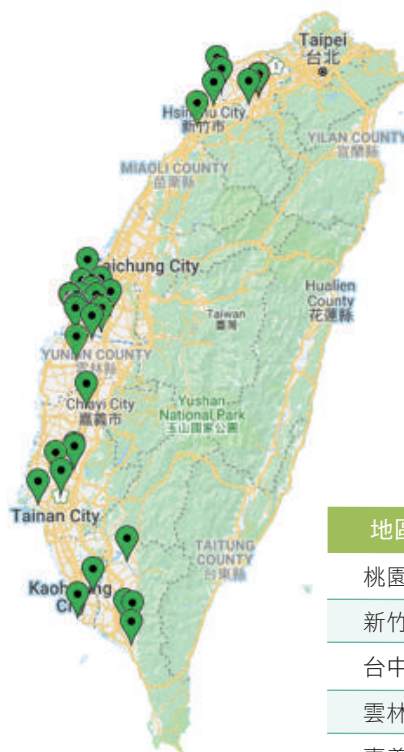 Taipei
台北
Hsinchu City
新竹市
YILAN COUNTY
宜蘭縣
MIAOLI COUNTY
苗栗縣
aichung City
Hualien
County
花蓮縣
Taiwan
臺灣
YUNLIN COUNTY
雲林縣
Yushan
National Park
玉山國家公園
Chiayi City
嘉義市
Tainan City
TAITUNG
COUNTY
台東縣
Kaohsiung
City
地
桃園
新竹
台中
雲林